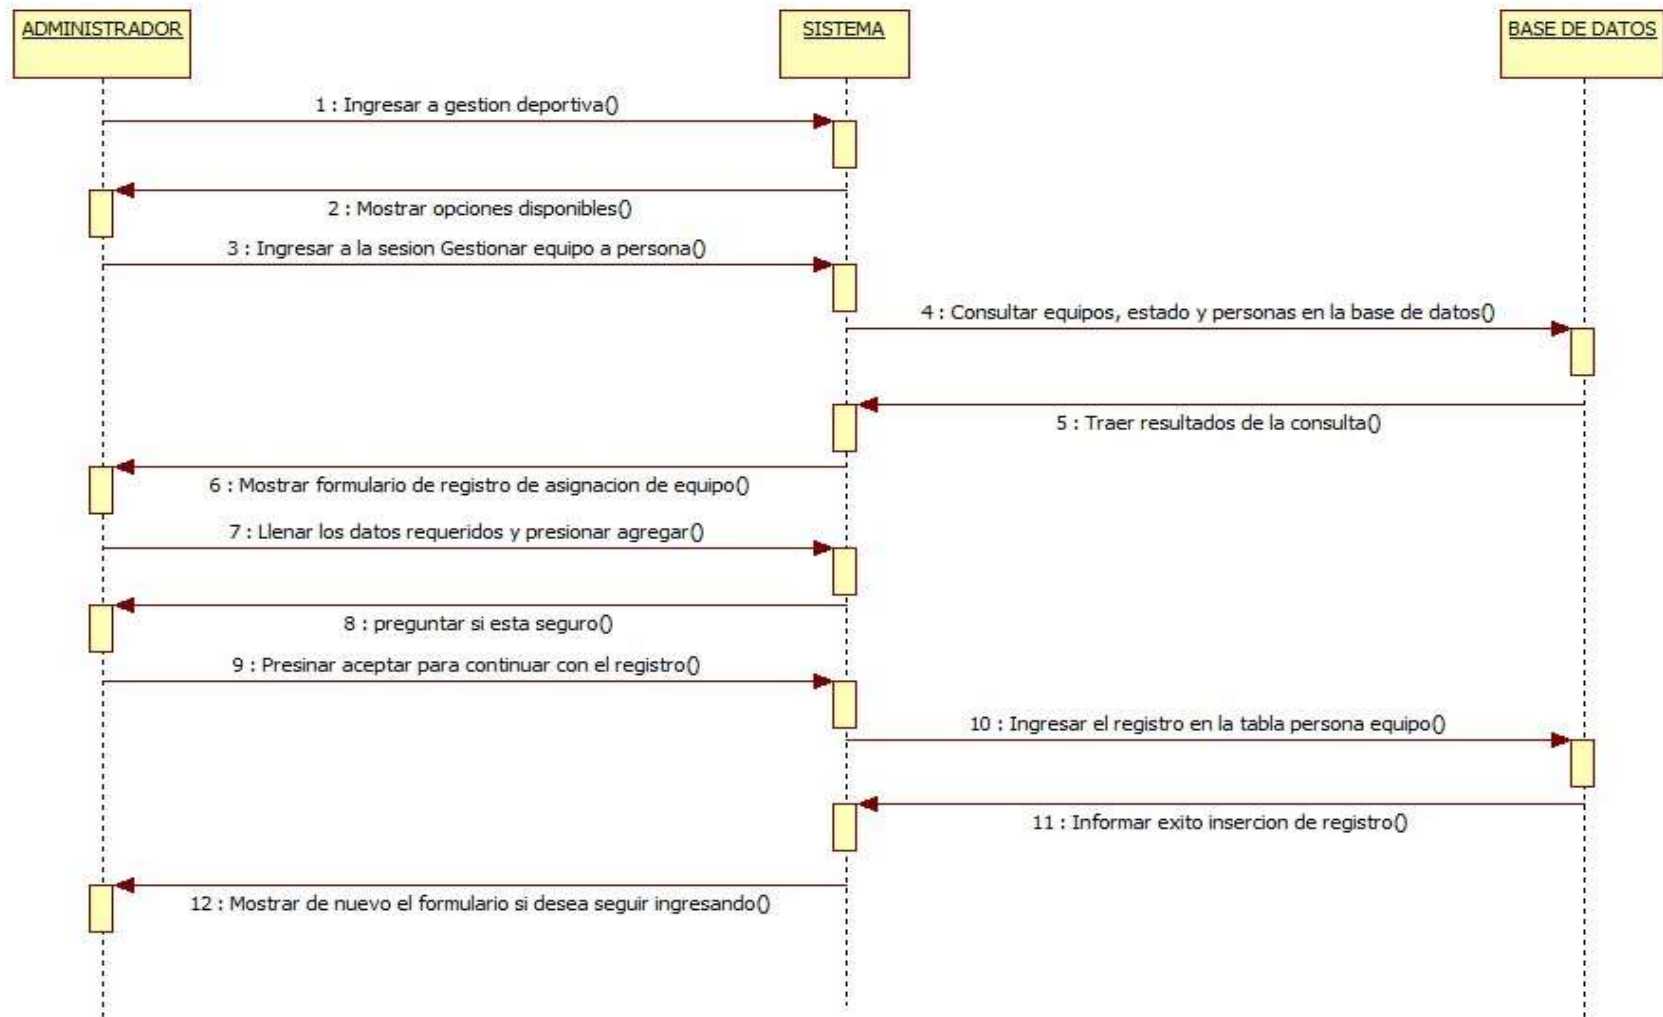 ADMINISTRADOR
SISTEMA
BASE DE DATOS
1 : Ingresar a gestion deportiva()
2 : Mostrar opciones disponibles()
3 : Ingresar a la sesion Gestionar equipo a persona()
4 : Consultar equipos, estado y personas en la base de datos()
5 : Traer resultados de la consulta()
6 : Mostrar formulario de registro de asignacion de equipo()
7 : Llenar los datos requeridos y presionar agregar()
8 : preguntar si esta seguro()
9 : Presinar aceptar para continuar con el registro()
10 : Ingresar el registro en la tabla persona equipo()
11 : Informar exito insercion de registro()
12 : Mostrar de nuevo el formulario si desea seguir ingresando()